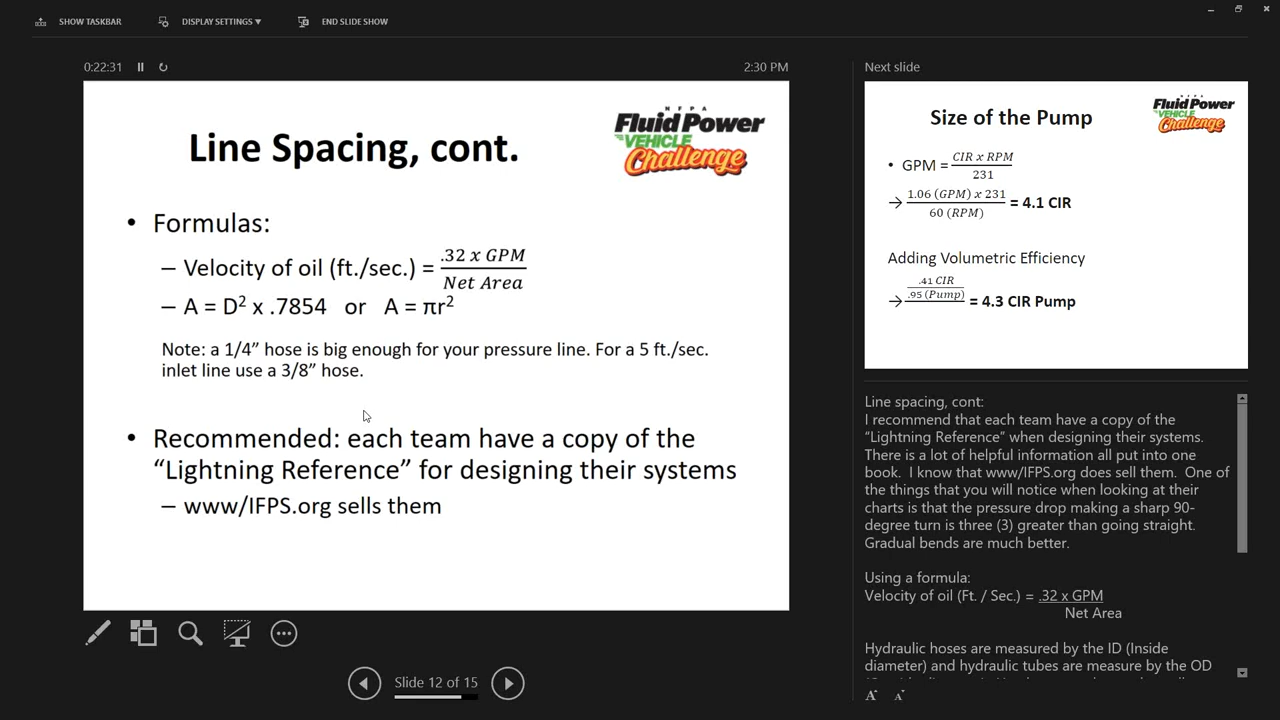 SHOW TASKBAR
DISPLAY SETTINGS ▼
END SLIDE SHOW
0:22:31
2:30 PM
Line Spacing, cont.
NFPA
Fluid Power
VEHICLE
Challenge
• Formulas:
– Velocity of oil (ft./sec.) = .32 x GPM
Net Area
– A = D² x .7854 or A = πr²
Note: a 1/4” hose is big enough for your pressure line. For a 5 ft./sec.
inlet line use a 3/8” hose.
• Recommended: each team have a copy of the
“Lightning Reference” for designing their systems
– www/IFPS.org sells them
Slide 12 of 15
Next slide
Size of the Pump
NFPA
Fluid Power
VEHICLE
Challenge
• GPM = CIR x RPM
231
→ 1.06 (GPM) x 231
60 (RPM)
= 4.1 CIR
Adding Volumetric Efficiency
→ .41 CIR
.95 (Pump)
= 4.3 CIR Pump
Line spacing, cont:
I recommend that each team have a copy of the
“Lightning Reference” when designing their systems.
There is a lot of helpful information all put into one
book. I know that www/IFPS.org does sell them. One of
the things that you will notice when looking at their
charts is that the pressure drop making a sharp 90-
degree turn is three (3) greater than going straight.
Gradual bends are much better.
Using a formula:
Velocity of oil (Ft. / Sec.) = .32 x GPM
Net Area
Hydraulic hoses are measured by the ID (Inside
diameter) and hydraulic tubes are measure by the OD
A A